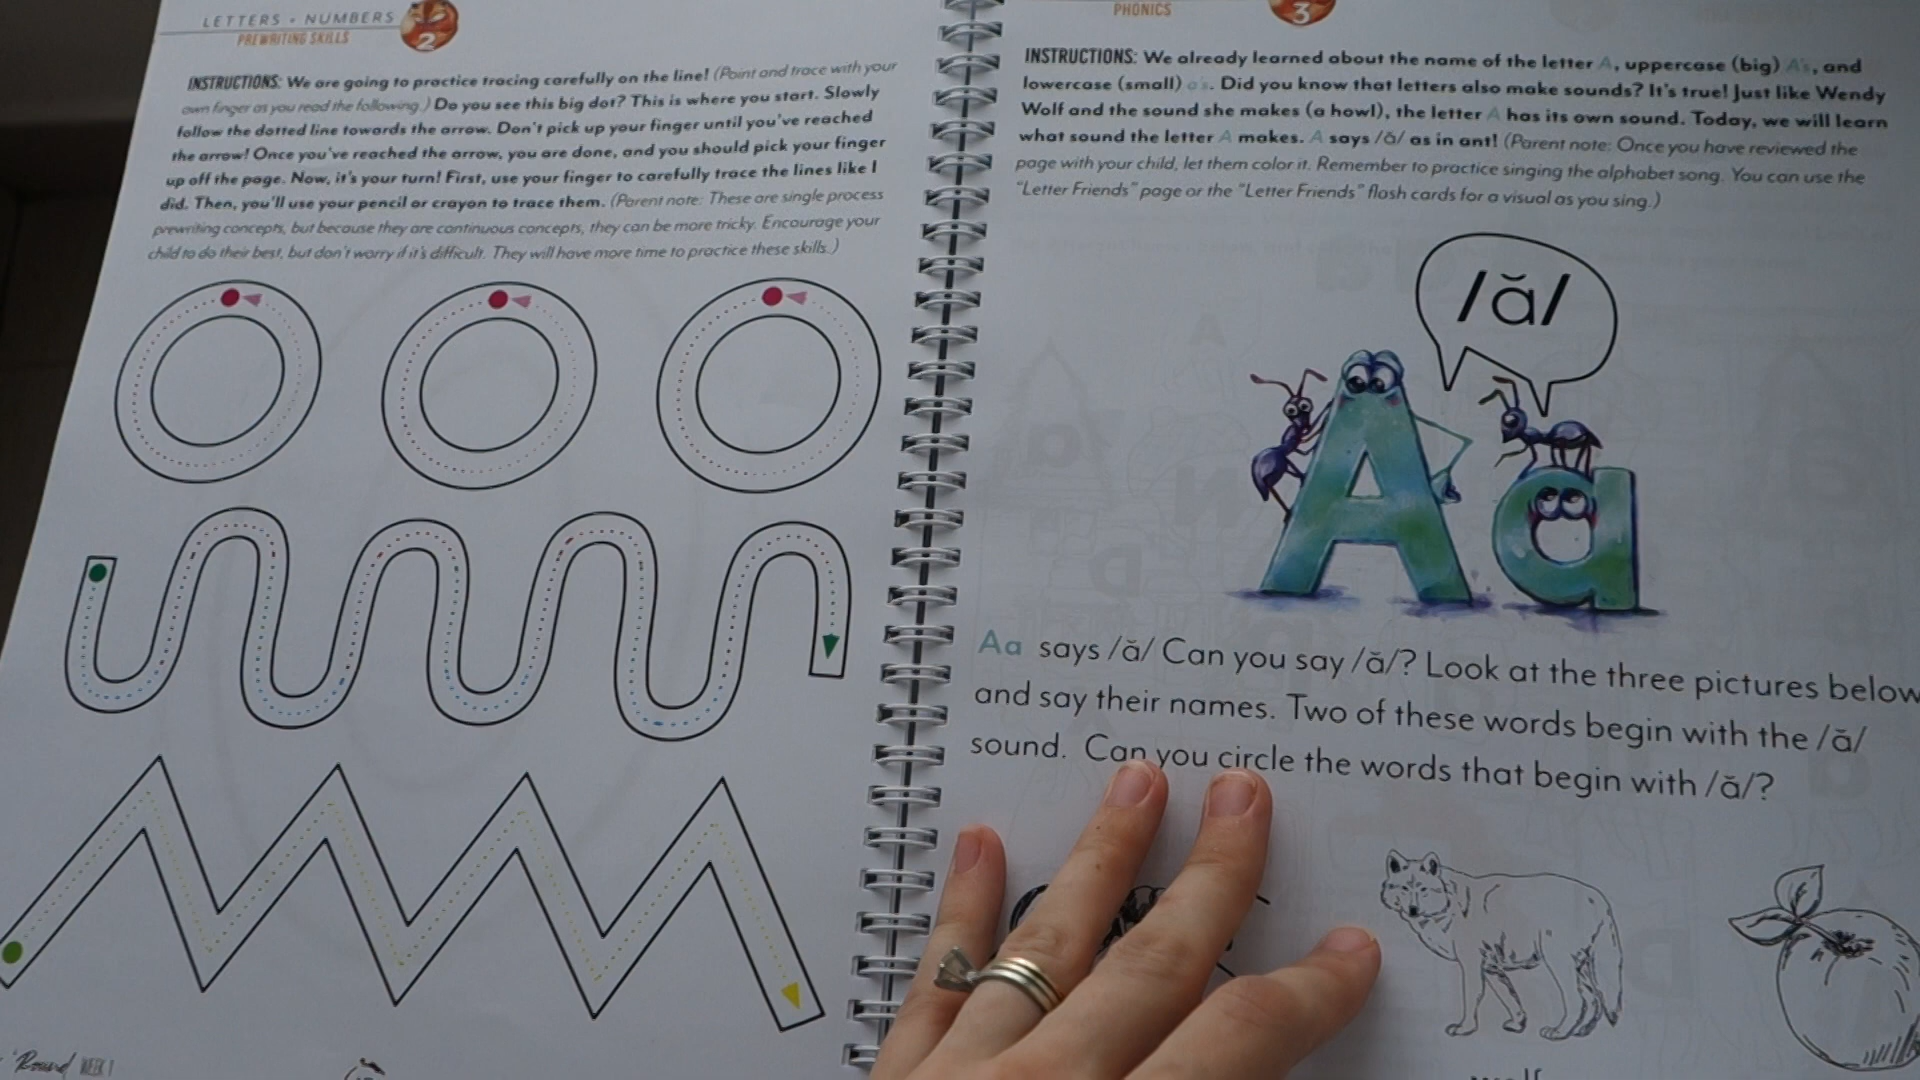 LETTERS • NUMBERS
PREWRITING SKILLS
2
INSTRUCTIONS: We are going to practice tracing carefully on the line! (Point and trace with your
own finger as you read the following.) Do you see this big dot? This is where you start. Slowly
follow the dotted line towards the arrow. Don't pick up your finger until you've reached
the arrow! Once you've reached the arrow, you are done, and you should pick your finger
up off the page. Now, it's your turn! First, use your finger to carefully trace the lines like I
did. Then, you'll use your pencil or crayon to trace them. (Parent note: These are single process
prewriting concepts, but because they are continuous concepts, they can be more tricky. Encourage your
child to do their best, but don't worry if it's difficult. They will have more time to practice these skills.)
'Round WEEK 1
PHONICS
3
INSTRUCTIONS: We already learned about the name of the letter A, uppercase (big) A's, and
lowercase (small) a's. Did you know that letters also make sounds? It's true! Just like Wendy
Wolf and the sound she makes (a howl), the letter A has its own sound. Today, we will learn
what sound the letter A makes. A says /ă/ as in ant! (Parent note: Once you have reviewed the
page with your child, let them color it. Remember to practice singing the alphabet song. You can use the
"Letter Friends" page or the "Letter Friends" flash cards for a visual as you sing.)
/ă/
Aa
Aa says /ă/ Can you say /ă/? Look at the three pictures below
and say their names. Two of these words begin with the /ă/
sound. Can you circle the words that begin with /ă/?